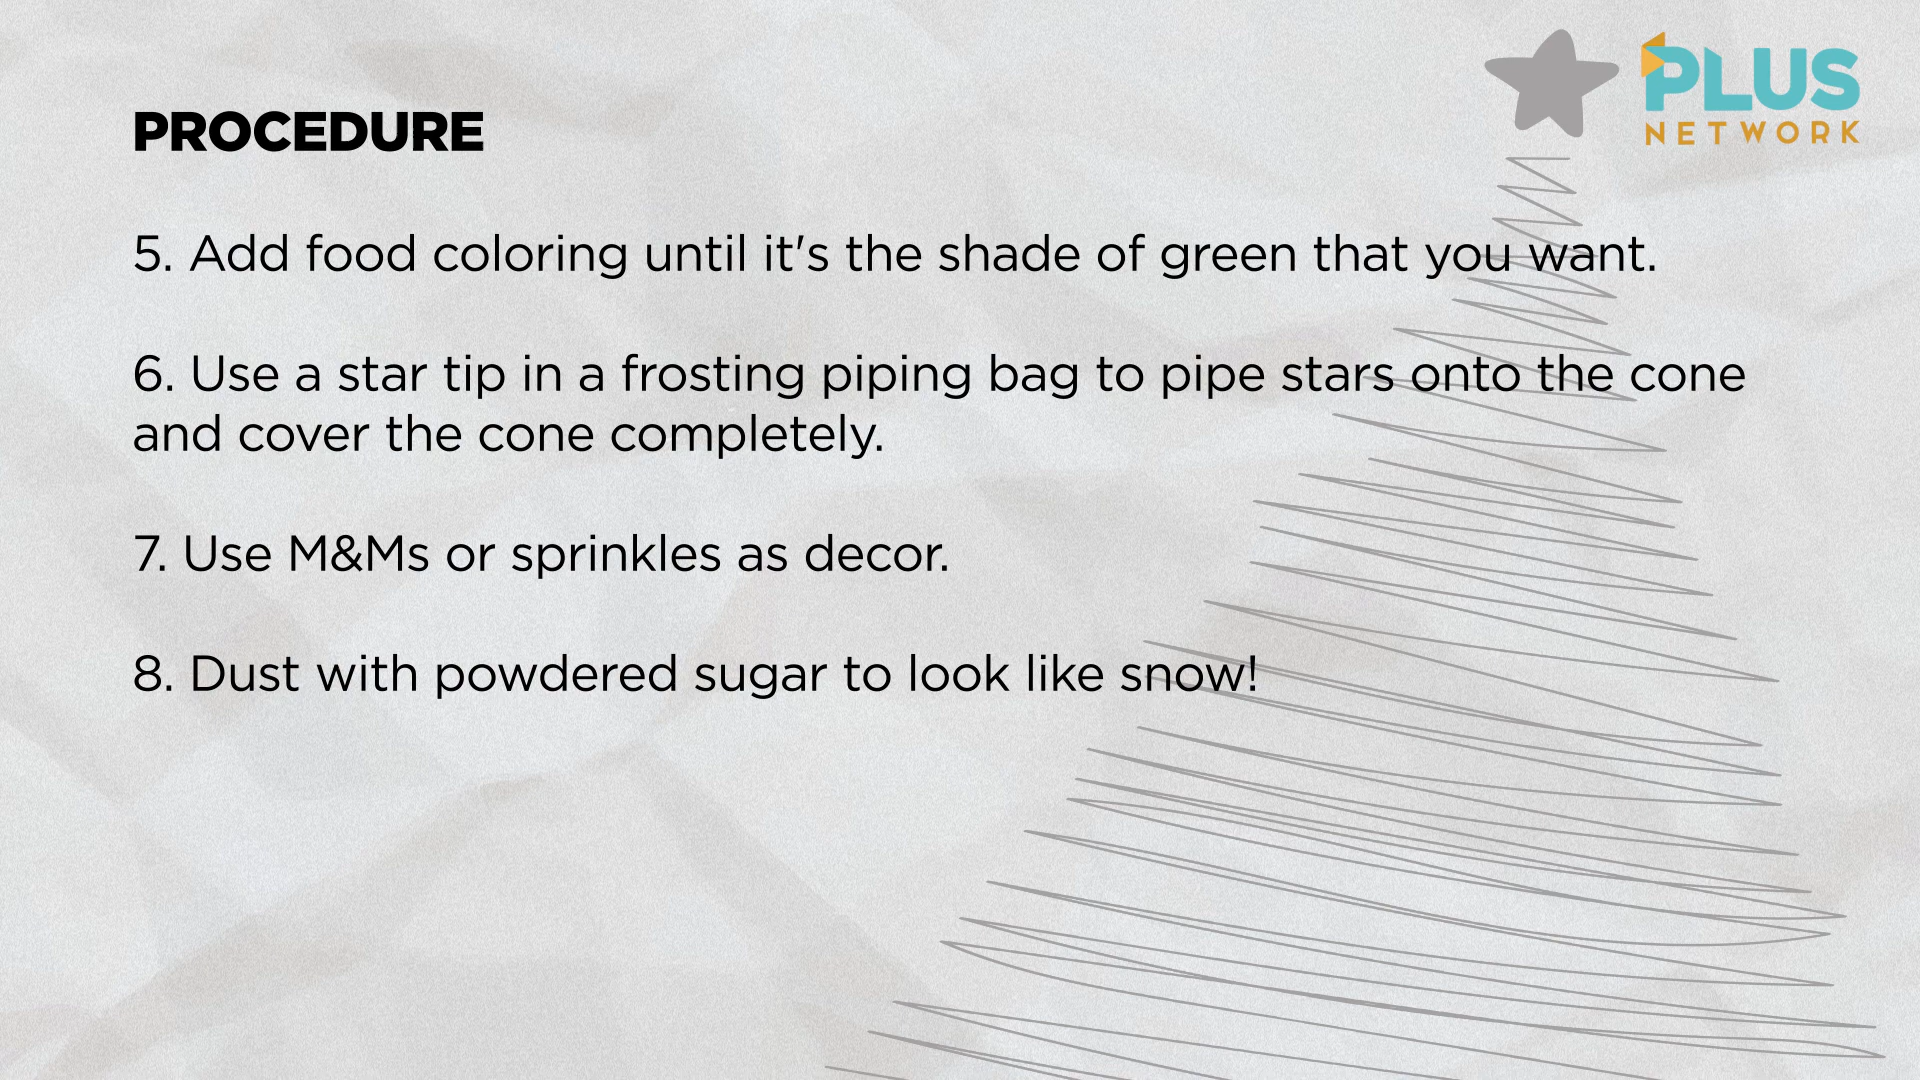 PLUS
NETWORK
PROCEDURE
5. Add food coloring until it's the shade of green that you want.
6. Use a star tip in a frosting piping bag to pipe stars onto the cone
and cover the cone completely.
7. Use M&Ms or sprinkles as decor.
8. Dust with powdered sugar to look like snow!